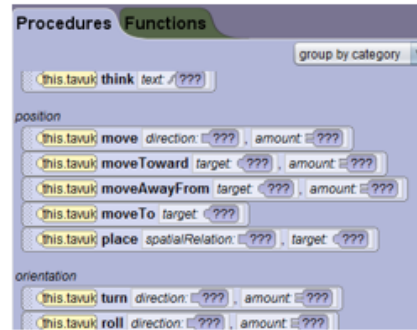 Procedures Functions
group by category
this.tavuk think text: ???
position
this.tavuk move direction: ??? , amount: ???
this.tavuk moveToward target: ??? , amount: ???
this.tavuk moveAwayFrom target: ??? , amount: ???
this.tavuk moveTo target: ???
this.tavuk place spatialRelation: ??? , target: ???
orientation
this.tavuk turn direction: ??? , amount: ???
this.tavuk roll direction: ??? , amount: ???